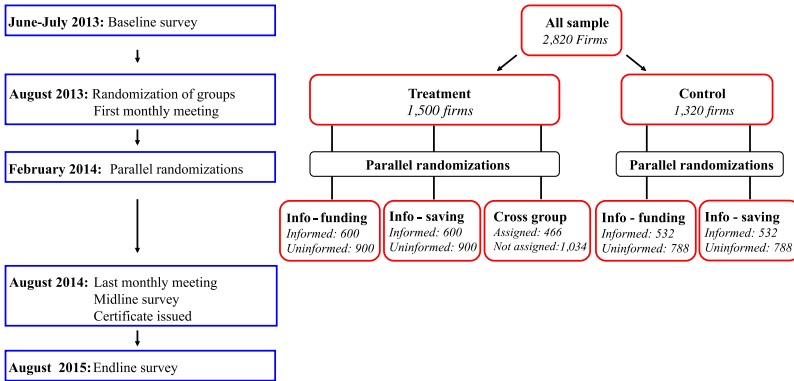 June-July 2013: Baseline survey
August 2013: Randomization of groups
First monthly meeting
February 2014: Parallel randomizations
August 2014: Last monthly meeting
Midline survey
Certificate issued
August 2015: Endline survey
All sample
2,820 Firms
Treatment
1,500 firms
Control
1,320 firms
Parallel randomizations
Parallel randomizations
Info - funding
Informed: 600
Uninformed: 900
Info - saving
Informed: 600
Uninformed: 900
Cross group
Assigned: 466
Not assigned:1,034
Info - funding
Informed: 532
Uninformed: 788
Info - saving
Informed: 532
Uninformed: 788